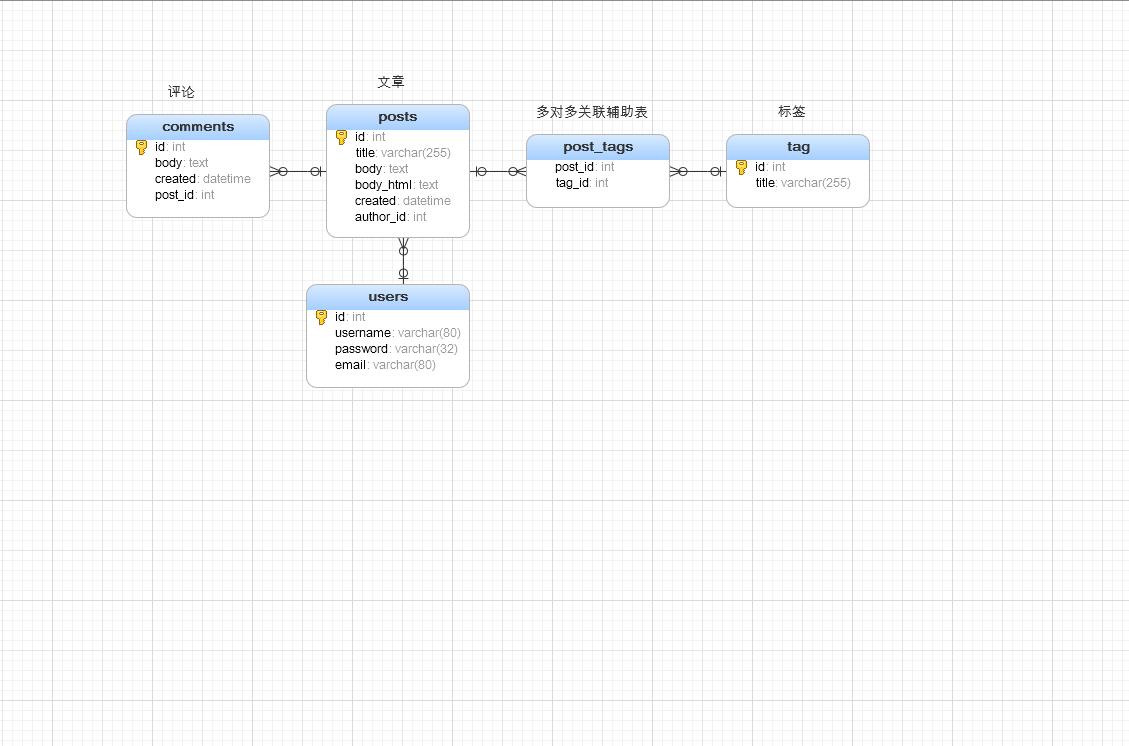 评论
comments
id: int
body: text
created: datetime
post_id: int
文章
posts
id: int
title: varchar(255)
body: text
body_html: text
created: datetime
author_id: int
多对多关联辅助表
post_tags
post_id: int
tag_id: int
标签
tag
id: int
title: varchar(255)
users
id: int
username: varchar(80)
password: varchar(32)
email: varchar(80)